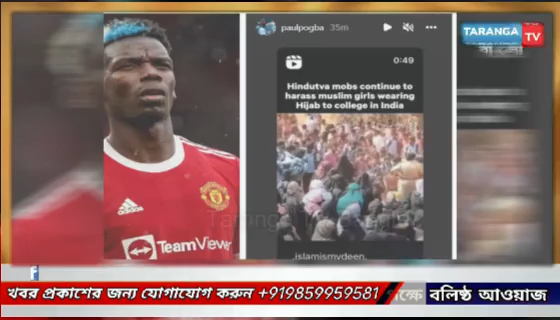 paulpogba 35m
TARANGA TV
0:49
Hindutva mobs continue to
harass muslim girls wearing
Hijab to college in India
TeamViewer
.islamismydeen.
খবর প্রকাশের জন্য যোগাযোগ করুন +919859959581
বলিষ্ঠ আওয়াজ